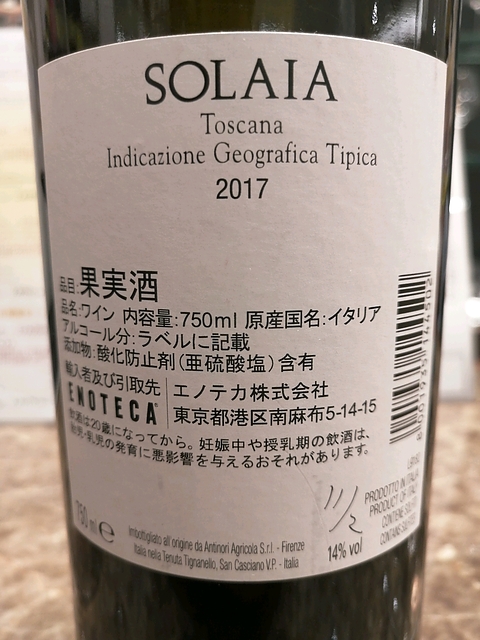 SOLAIA
Toscana
Indicazione Geografica Tipica
2017
品目:果実酒
品名:ワイン 内容量:750ml 原産国名:イタリア
アルコール分:ラベルに記載
添加物:酸化防止剤(亜硫酸塩)含有
輸入者及び引取先 エノテカ株式会社
ENOTECA 東京都港区南麻布5-14-15
飲酒は20歳になってから。妊娠中や授乳期の飲酒は、
胎児・乳児の発育に悪影響を与えるおそれがあります。
PRODOTTO IN ITALIA
PRODUCT OF ITALY
CONTIENE
CONTAINS
750 ml e
Imbottigliato all'origine da Antinori Agricola S.r.l. - Firenze
Italia nella Tenuta Tignanello, San Casciano V.P. - Italia
14% vol